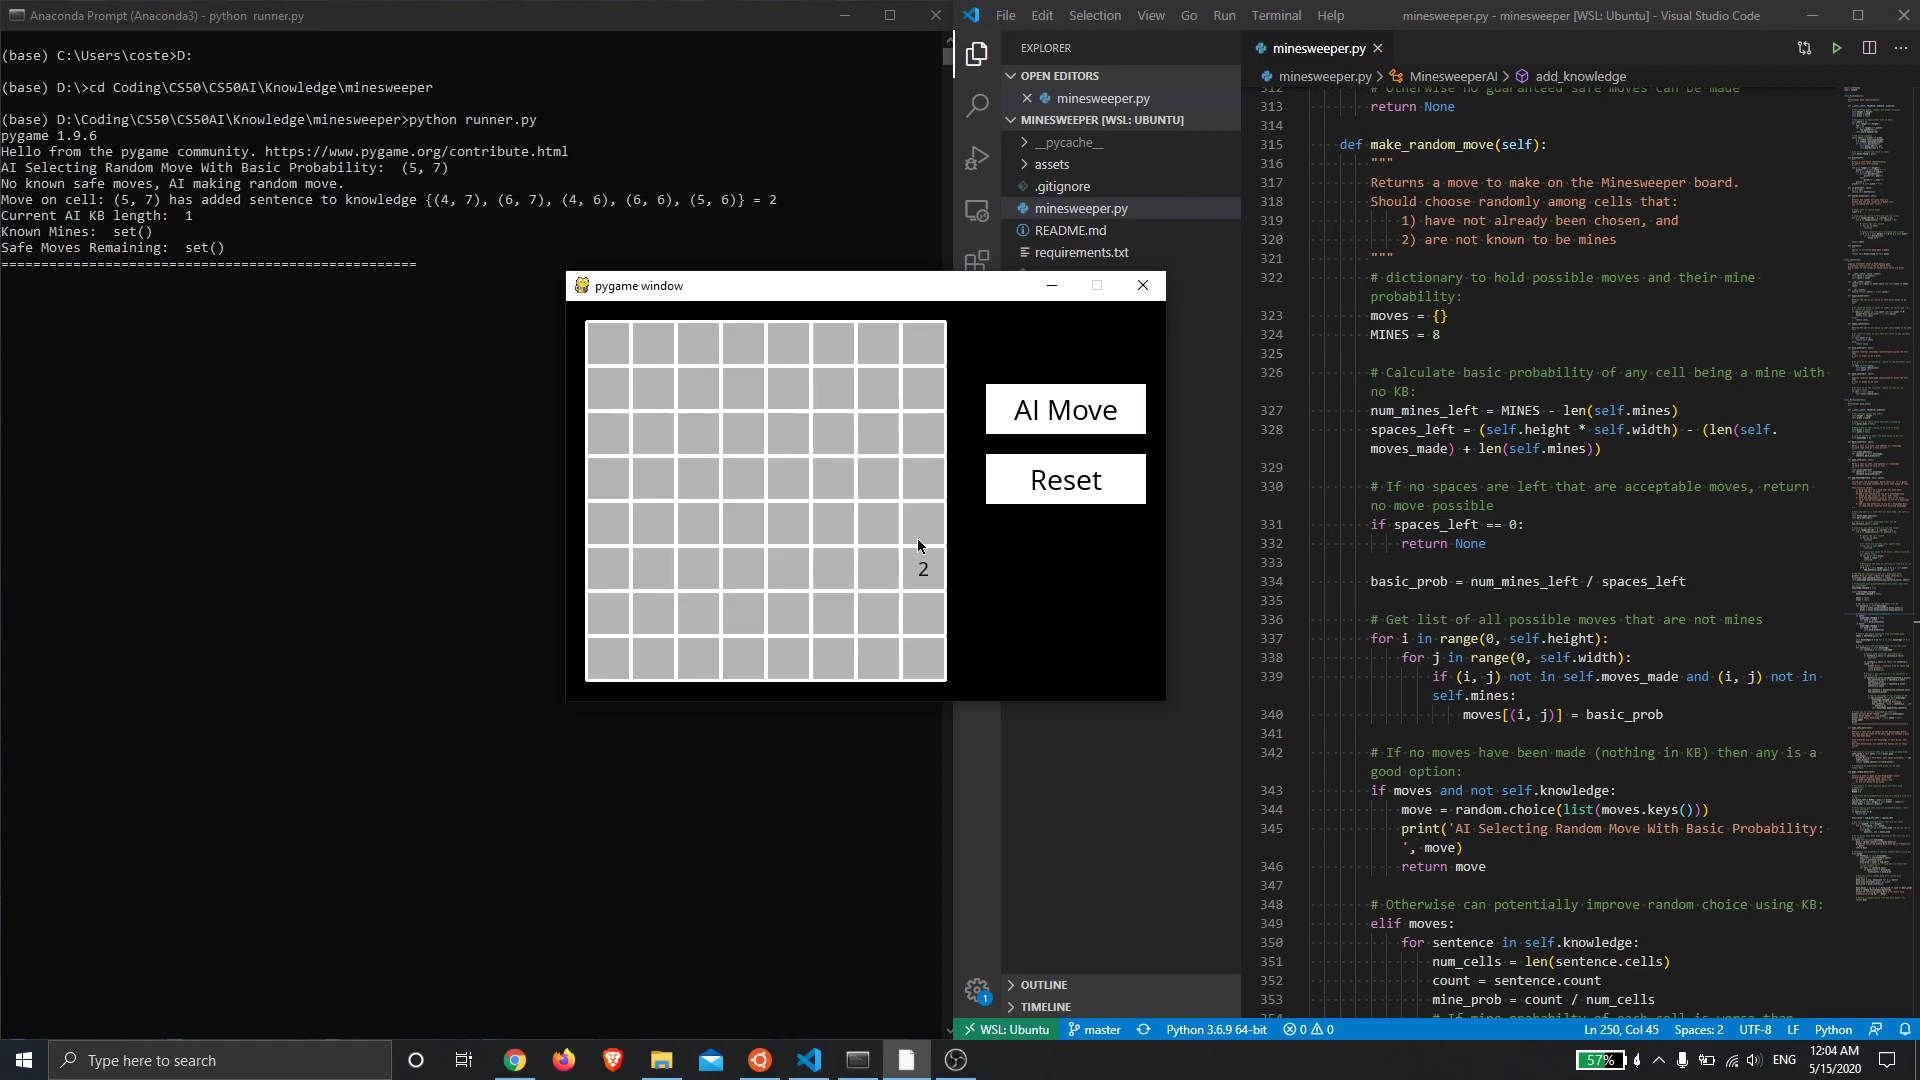 Anaconda Prompt (Anaconda3) - python  runner.py
(base) C:\Users\coste>D:
(base) D:\>cd Coding\CS50\CS50AI\Knowledge\minesweeper
(base) D:\Coding\CS50\CS50AI\Knowledge\minesweeper>python runner.py
pygame 1.9.6
Hello from the pygame community. https://www.pygame.org/contribute.html
AI Selecting Random Move With Basic Probability:  (5, 7)
No known safe moves, AI making random move.
Move on cell: (5, 7) has added sentence to knowledge {(4, 7), (6, 7), (4, 6), (6, 6), (5, 6)} = 2
Current AI KB length:  1
Known Mines:  set()
Safe Moves Remaining:  set()
====================================================
pygame window
2
AI Move
Reset
File Edit Selection View Go Run Terminal Help
minesweeper.py - minesweeper [WSL: Ubuntu] - Visual Studio Code
EXPLORER
OPEN EDITORS
minesweeper.py
MINESWEEPER [WSL: UBUNTU]
__pycache__
assets
.gitignore
minesweeper.py
README.md
requirements.txt
OUTLINE
TIMELINE
minesweeper.py
minesweeper.py > MinesweeperAI > add_knowledge
312 # Otherwise no guaranteed safe moves can be made
313 return None
314
315 def make_random_move(self):
316 """
317 Returns a move to make on the Minesweeper board.
318 Should choose randomly among cells that:
319 1) have not already been chosen, and
320 2) are not known to be mines
321 """
322 # dictionary to hold possible moves and their mine
probability:
323 moves = {}
324 MINES = 8
325
326 # Calculate basic probability of any cell being a mine with
no KB:
327 num_mines_left = MINES - len(self.mines)
328 spaces_left = (self.height * self.width) - (len(self.
moves_made) + len(self.mines))
329
330 # If no spaces are left that are acceptable moves, return
no move possible
331 if spaces_left == 0:
332 return None
333
334 basic_prob = num_mines_left / spaces_left
335
336 # Get list of all possible moves that are not mines
337 for i in range(0, self.height):
338 for j in range(0, self.width):
339 if (i, j) not in self.moves_made and (i, j) not in
self.mines:
340 moves[(i, j)] = basic_prob
341
342 # If no moves have been made (nothing in KB) then any is a
good option:
343 if moves and not self.knowledge:
344 move = random.choice(list(moves.keys()))
345 print('AI Selecting Random Move With Basic Probability:
', move)
346 return move
347
348 # Otherwise can potentially improve random choice using KB:
349 elif moves:
350 for sentence in self.knowledge:
351 num_cells = len(sentence.cells)
352 count = sentence.count
353 mine_prob = count / num_cells
1
WSL: Ubuntu master Python 3.6.9 64-bit 0 0 Ln 250, Col 45 Spaces: 2 UTF-8 LF Python
Type here to search
57%
ENG
12:04 AM
5/15/2020